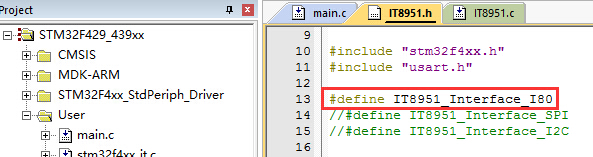 Project
STM32F429_439xx
CMSIS
MDK-ARM
STM32F4xx_StdPeriph_Driver
User
main.c
stm32f4xx_it.c
main.c
IT8951.h
IT8951.c
9
10 #include "stm32f4xx.h"
11 #include "usart.h"
12
13 #define IT8951_Interface_I80
14 //#define IT8951_Interface_SPI
15 //#define IT8951_Interface_I2C
16